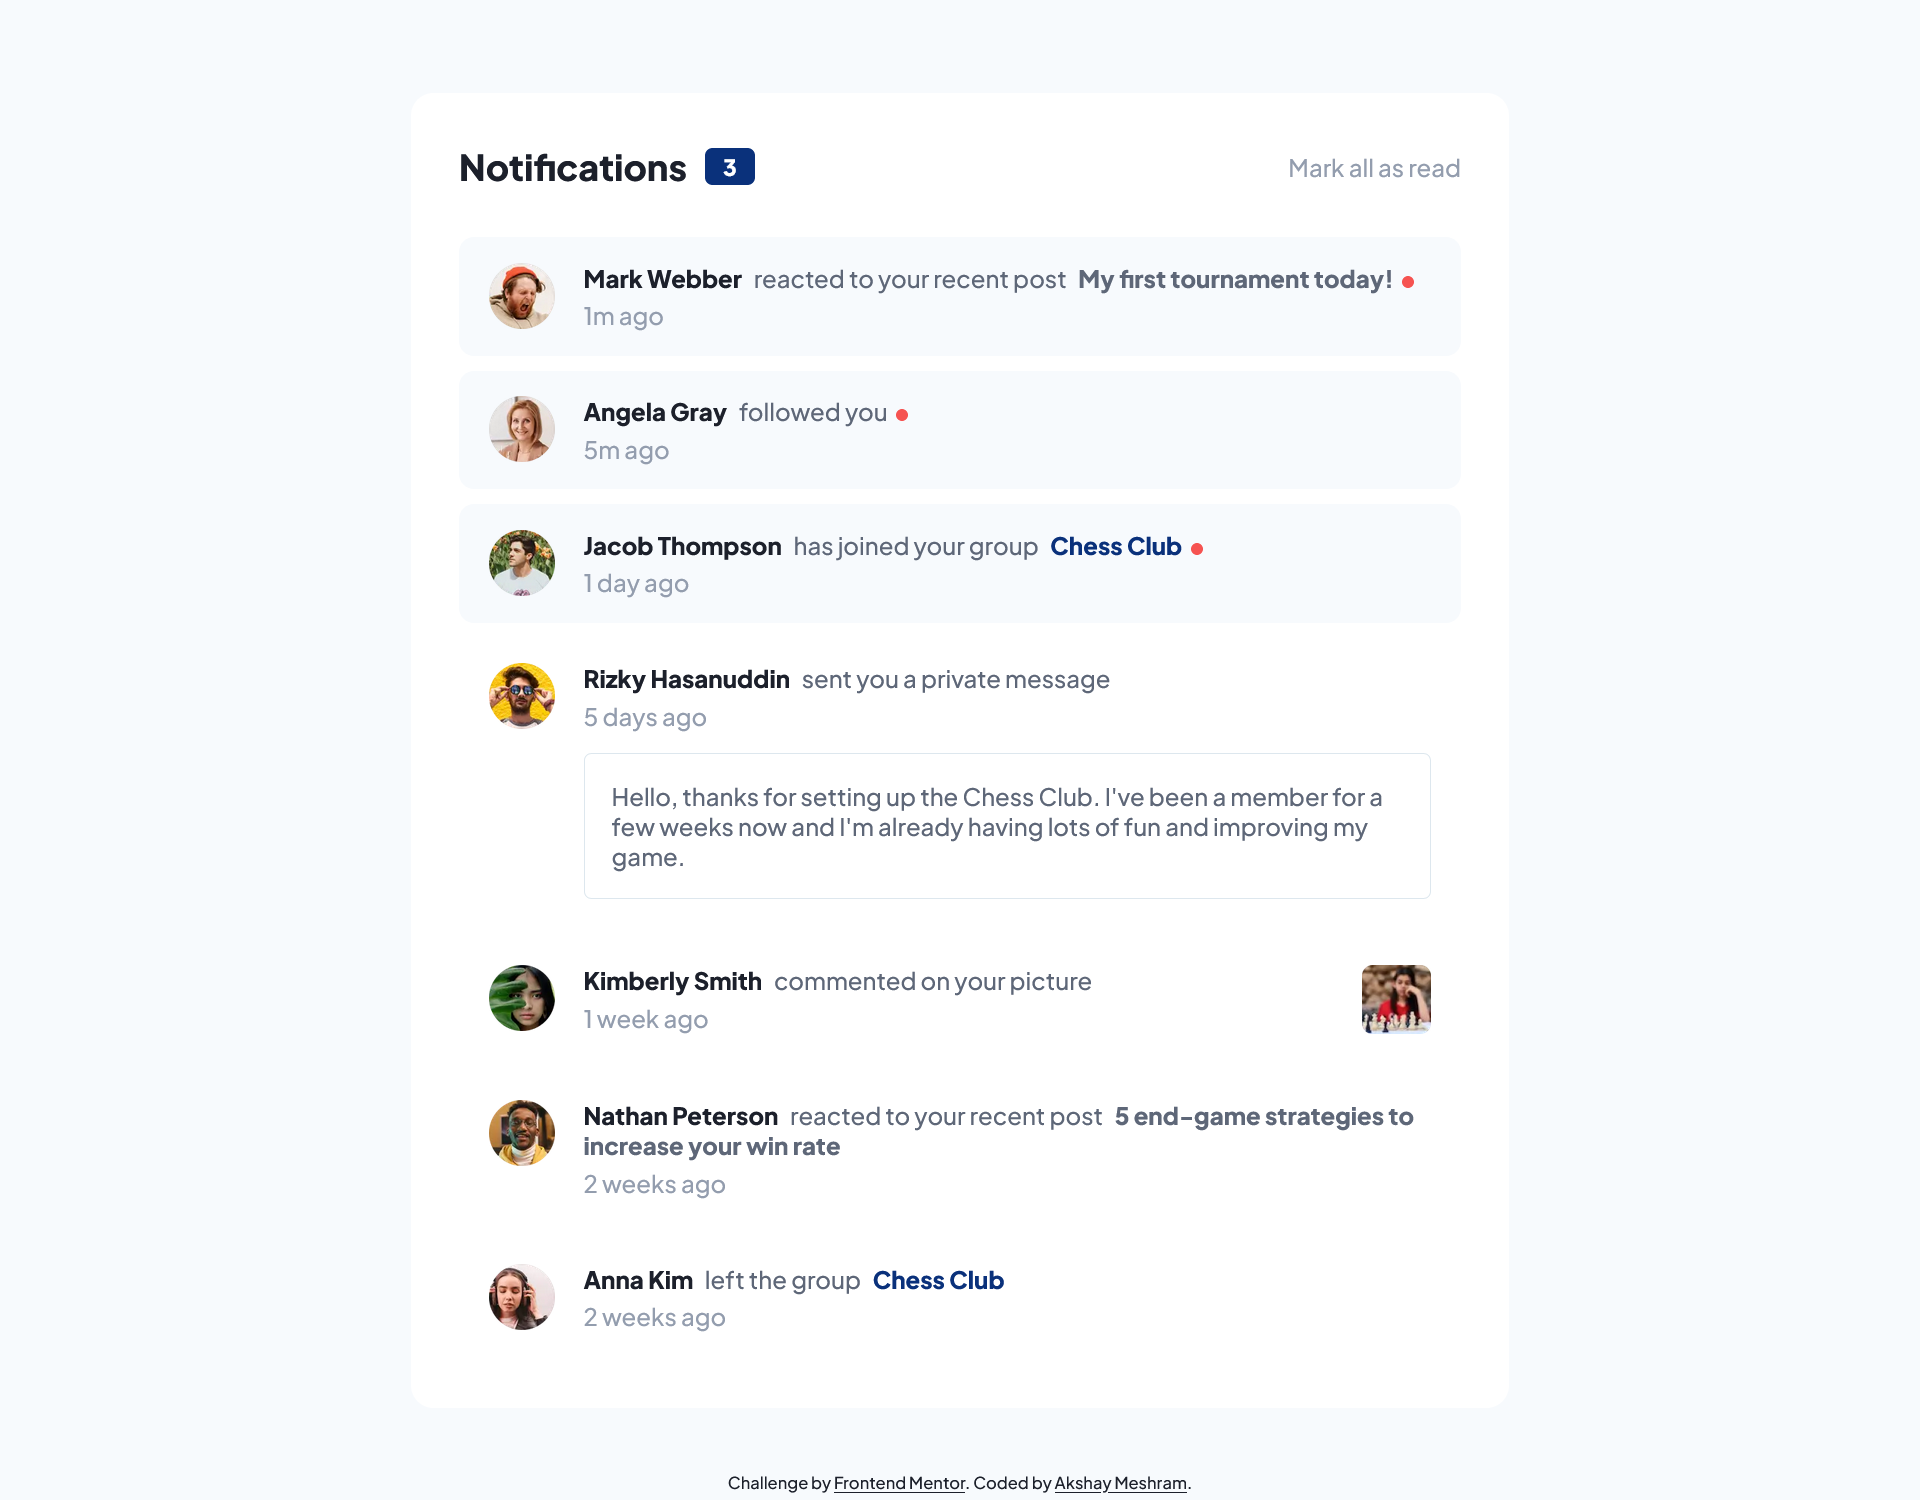 Notifications 3 Mark all as read
Mark Webber reacted to your recent post My first tournament today!
1m ago
Angela Gray followed you
5m ago
Jacob Thompson has joined your group Chess Club
1 day ago
Rizky Hasanuddin sent you a private message
5 days ago
Hello, thanks for setting up the Chess Club. I've been a member for a
few weeks now and I'm already having lots of fun and improving my
game.
Kimberly Smith commented on your picture
1 week ago
Nathan Peterson reacted to your recent post 5 end-game strategies to
increase your win rate
2 weeks ago
Anna Kim left the group Chess Club
2 weeks ago
Challenge by Frontend Mentor. Coded by Akshay Meshram.